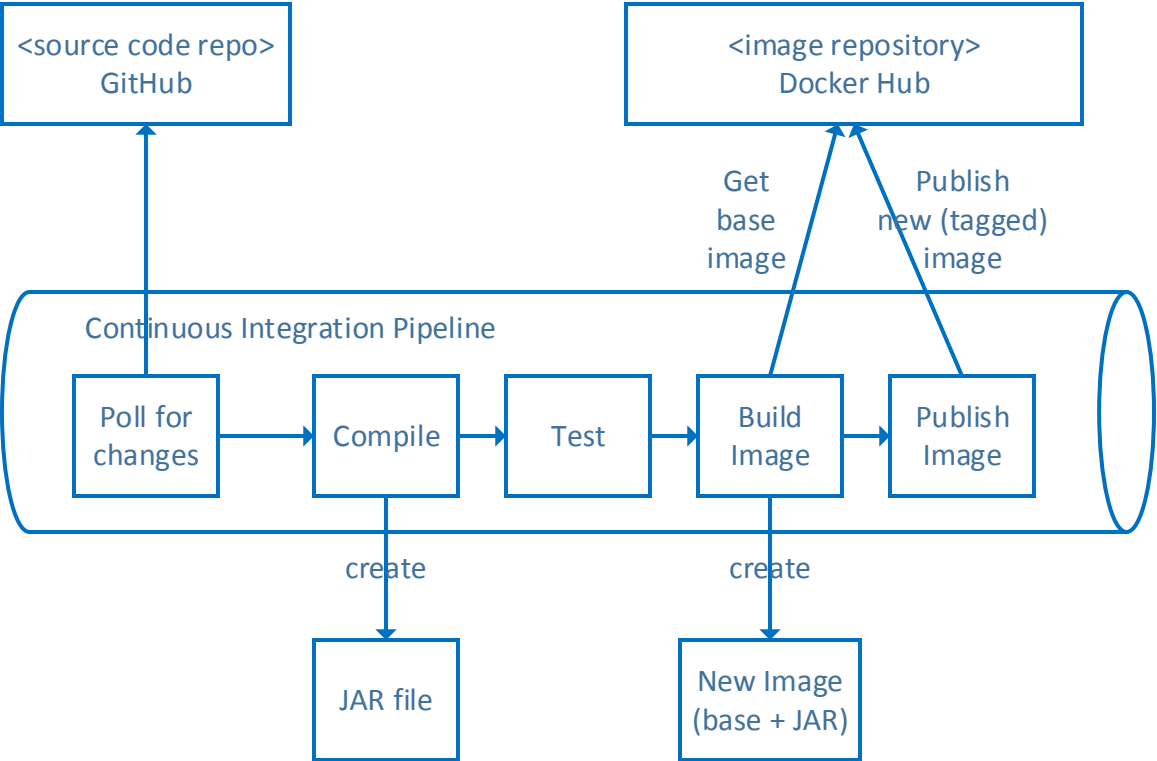 <source code repo>
GitHub
<image repository>
Docker Hub
Get
base
image
Publish
new (tagged)
image
Continuous Integration Pipeline
Poll for
changes
Compile
Test
Build
Image
Publish
Image
create
create
JAR file
New Image
(base + JAR)